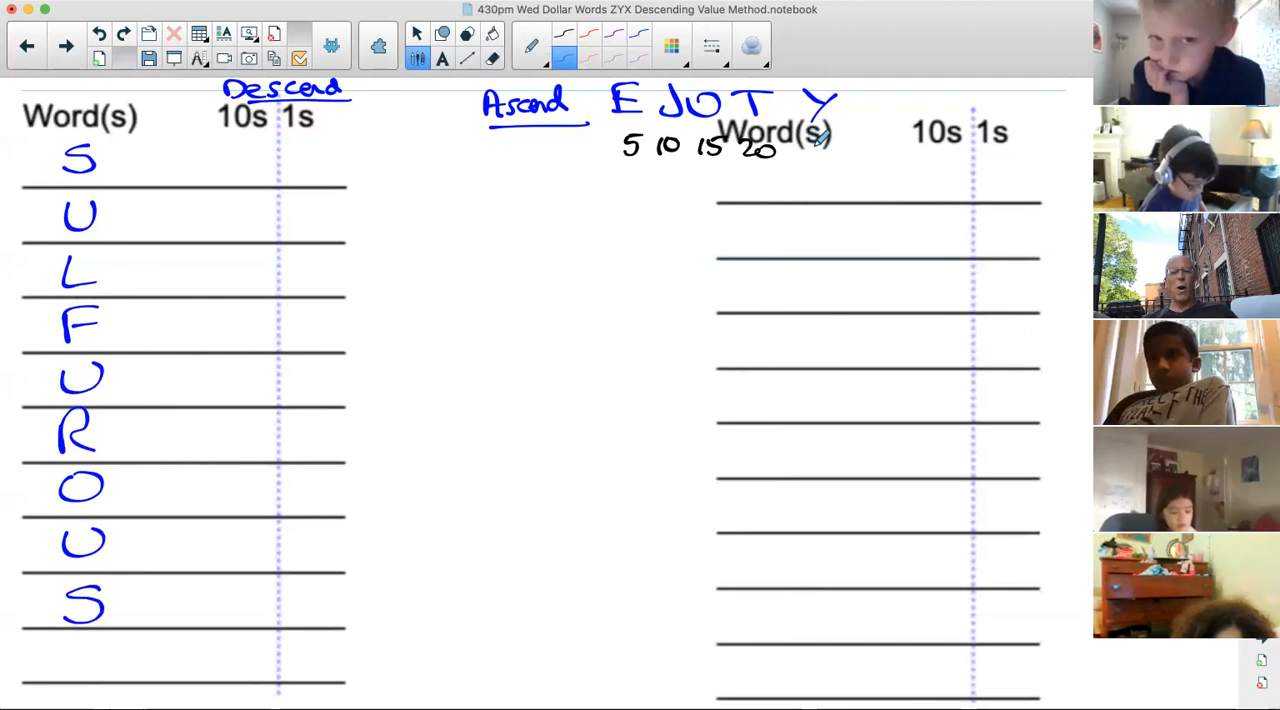 430pm Wed Dollar Words ZYX Descending Value Method.notebook
Descend
Ascend E J O T Y
5 10 15 20
Word(s) 10s 1s
S
U
L
F
U
R
O
U
S
Word(s) 10s 1s